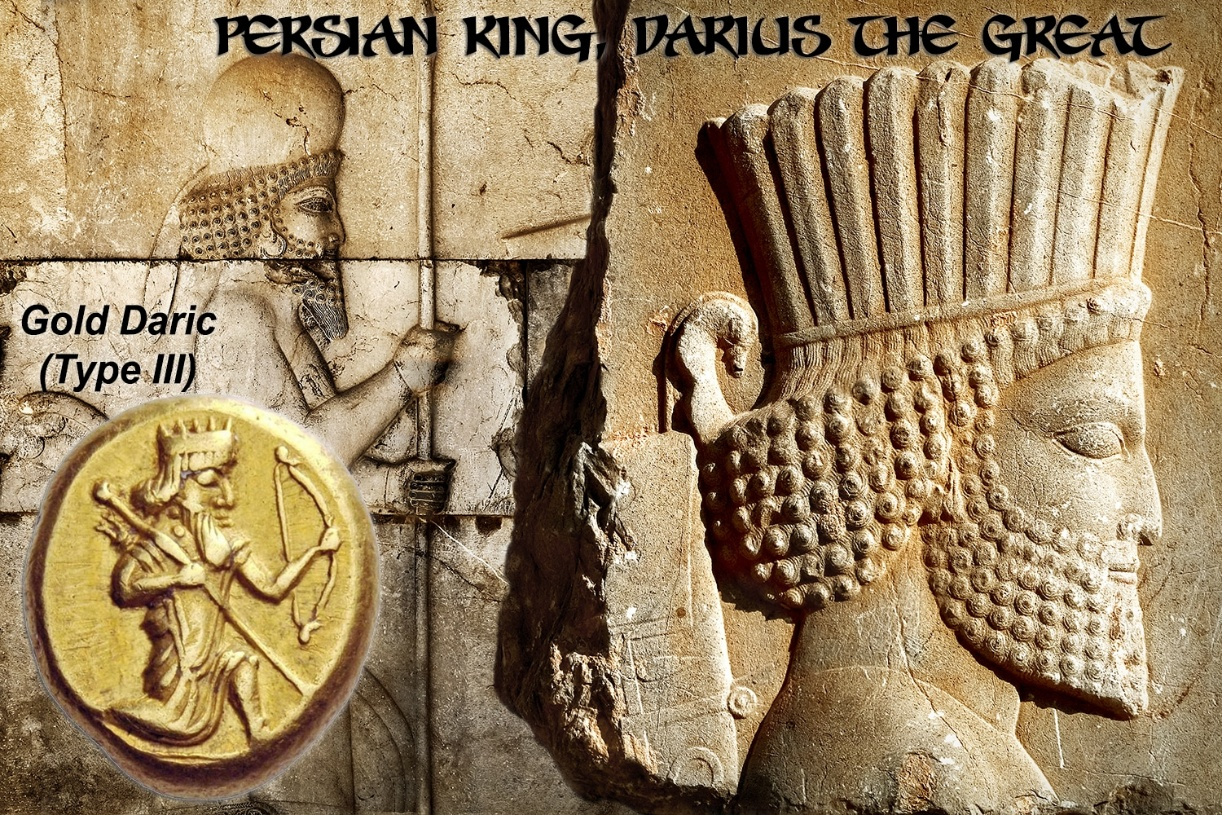 PERSIAN KING, DARIUS THE GREAT
Gold Daric
(Type III)